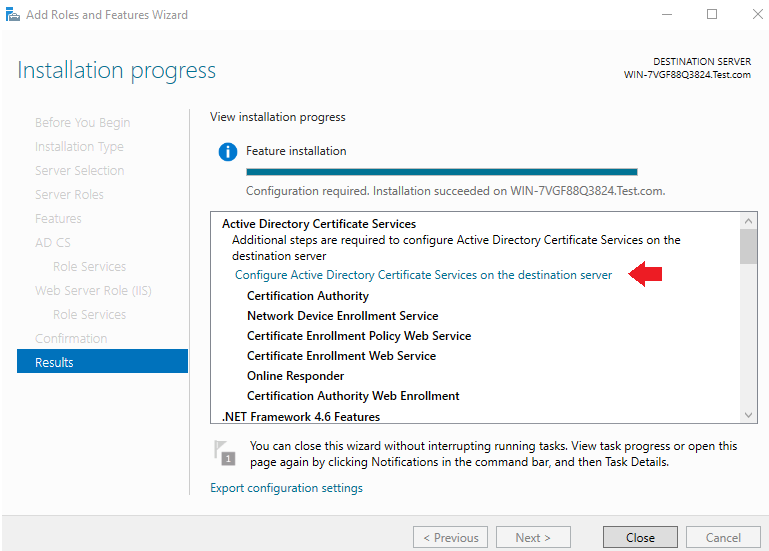 Add Roles and Features Wizard
Installation progress
DESTINATION SERVER
WIN-7VGF88Q3824.Test.com
Before You Begin
Installation Type
Server Selection
Server Roles
Features
AD CS
Role Services
Web Server Role (IIS)
Role Services
Confirmation
Results
View installation progress
Feature installation
Configuration required. Installation succeeded on WIN-7VGF88Q3824.Test.com.
Active Directory Certificate Services
Additional steps are required to configure Active Directory Certificate Services on the
destination server
Configure Active Directory Certificate Services on the destination server
Certification Authority
Network Device Enrollment Service
Certificate Enrollment Policy Web Service
Certificate Enrollment Web Service
Online Responder
Certification Authority Web Enrollment
.NET Framework 4.6 Features
1
You can close this wizard without interrupting running tasks. View task progress or open this
page again by clicking Notifications in the command bar, and then Task Details.
Export configuration settings
< Previous
Next >
Close
Cancel